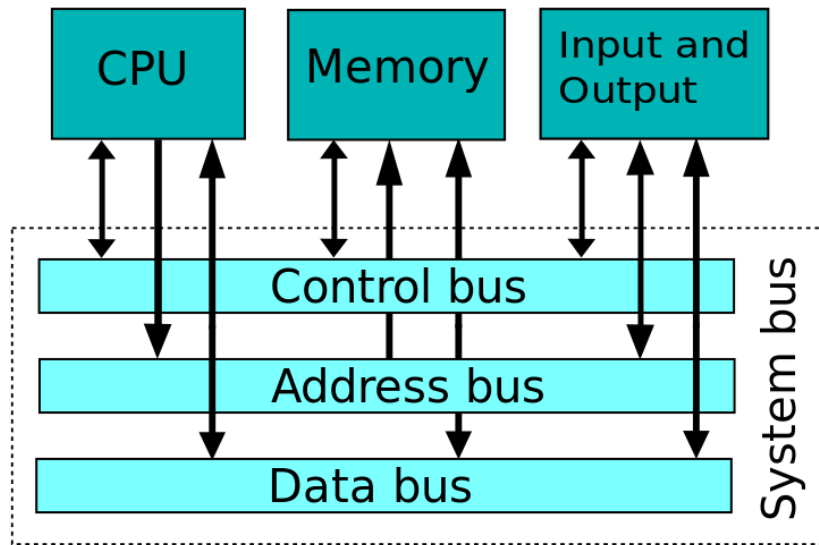 CPU
Memory
Input and
Output
Control bus
Address bus
Data bus
System bus